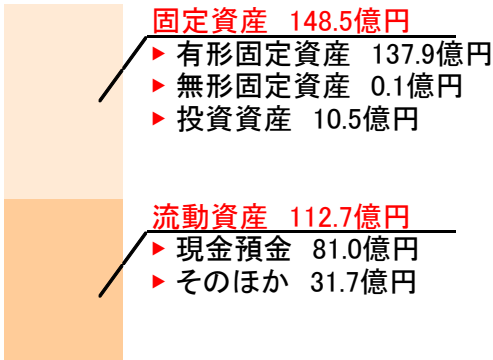 固定資産 148.5億円
▶ 有形固定資産 137.9億円
▶ 無形固定資産 0.1億円
▶ 投資資産 10.5億円
流動資産 112.7億円
▶ 現金預金 81.0億円
▶ そのほか 31.7億円